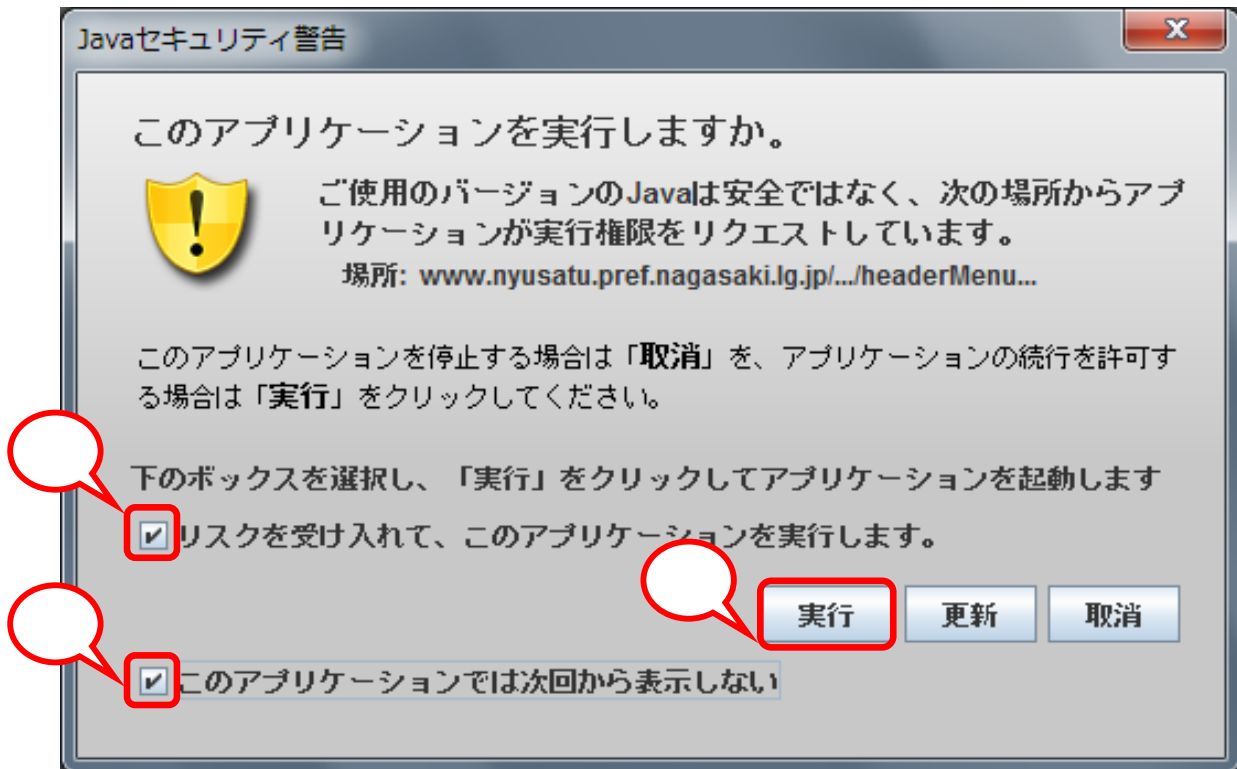 Javaセキュリティ警告
このアプリケーションを実行しますか。
ご使用のバージョンのJavaは安全ではなく、次の場所からアプ
リケーションが実行権限をリクエストしています。
場所: www.nyusatu.pref.nagasaki.lg.jp/.../headerMenu...
このアプリケーションを停止する場合は「取消」を、アプリケーションの続行を許可す
る場合は「実行」をクリックしてください。
下のボックスを選択し、「実行」をクリックしてアプリケーションを起動します
リスクを受け入れて、このアプリケーションを実行します。
実行 更新 取消
このアプリケーションでは次回から表示しない